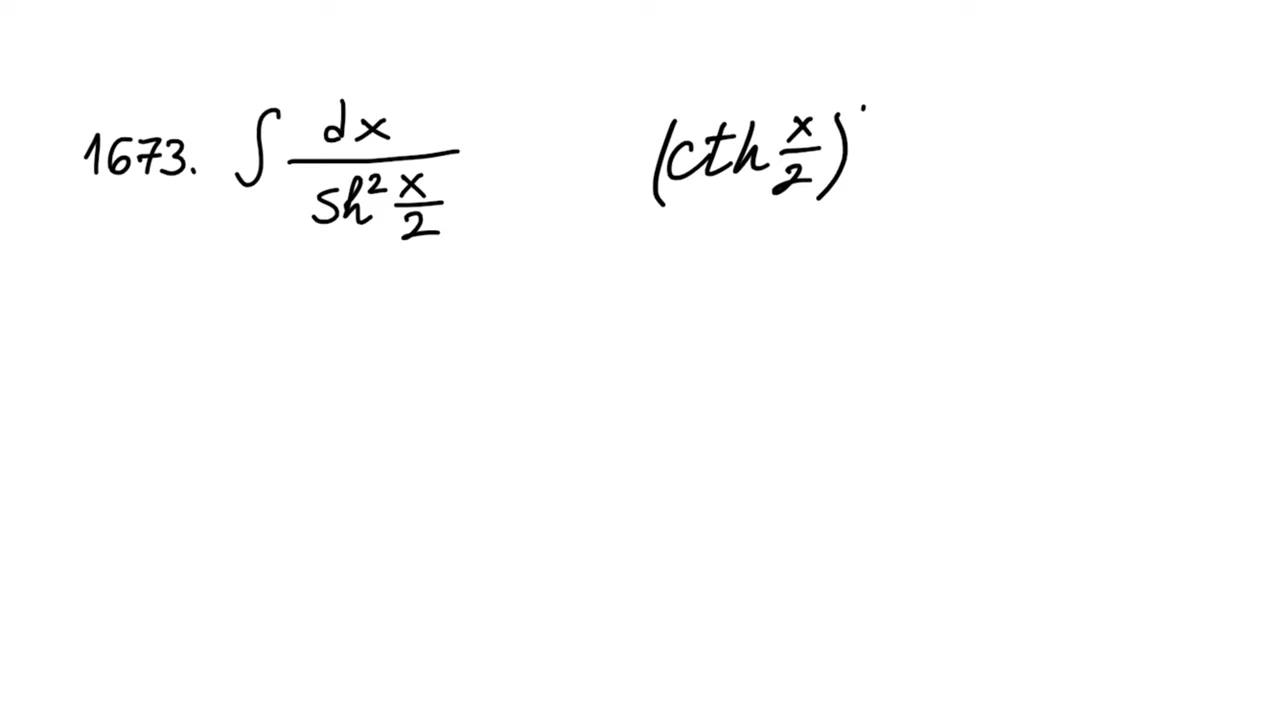 1673. ∫ dx / sh² x/2 (cth x/2)'